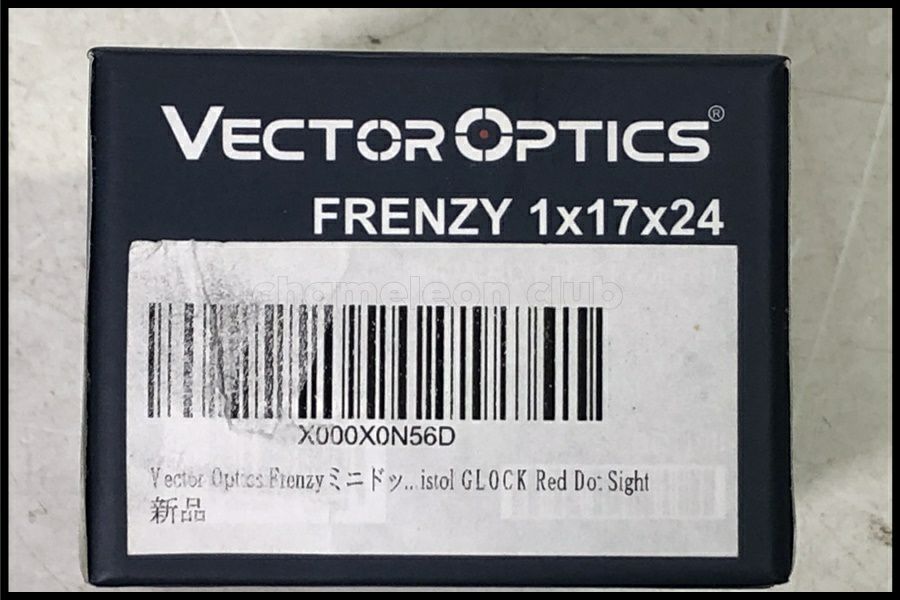 VECTOR OPTICS®
FRENZY 1x17x24
chameleon club
X000X0N56D
Vector Optics Frenzyミニドッ...istol GLOCK Red Dot Sight
新品